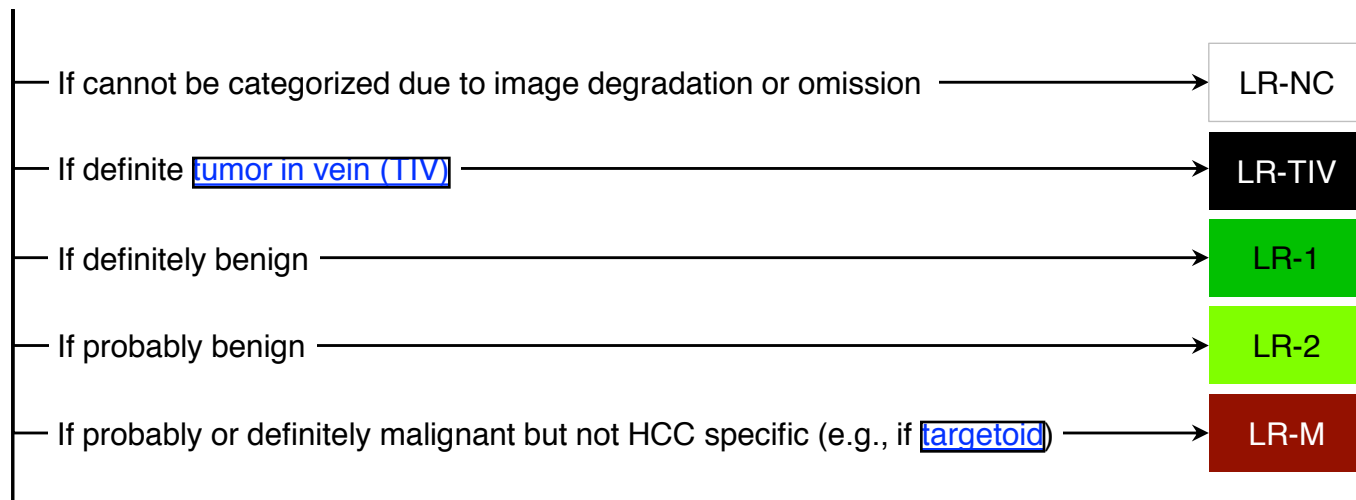 If cannot be categorized due to image degradation or omission LR-NC
If definite tumor in vein (TIV) LR-TIV
If definitely benign LR-1
If probably benign LR-2
If probably or definitely malignant but not HCC specific (e.g., if targetoid) LR-M